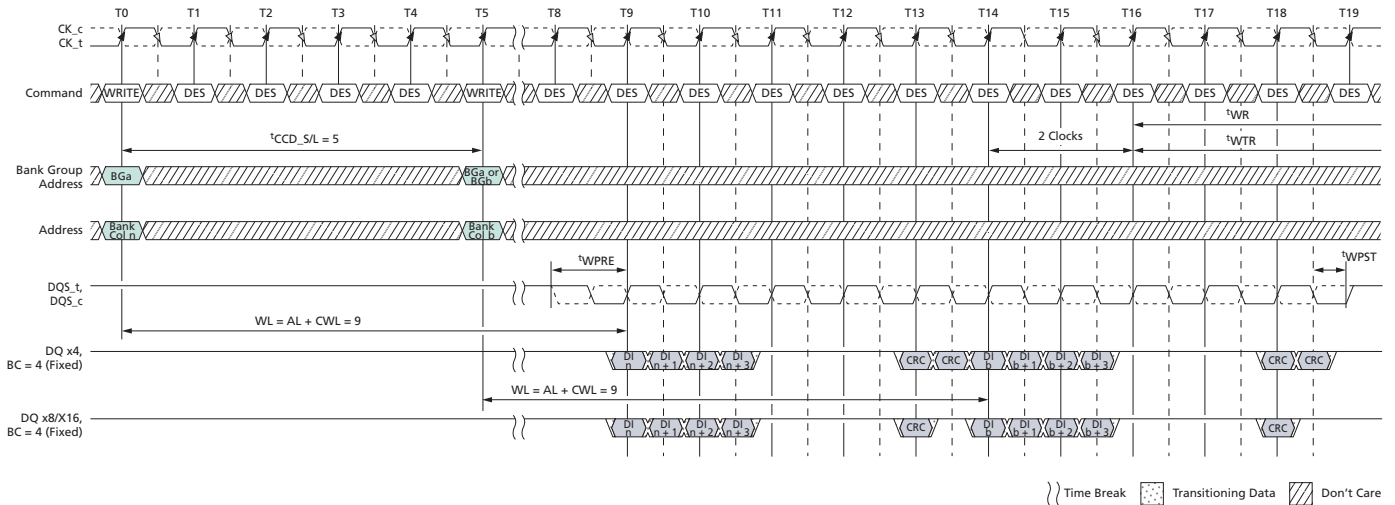 T0 T1 T2 T3 T4 T5 T8 T9 T10 T11 T12 T13 T14 T15 T16 T17 T18 T19
CK_c
CK_t
Command WRITE DES DES DES DES WRITE DES DES DES DES DES DES DES DES DES DES DES DES
tWR
tCCD_S/L = 5 2 Clocks tWTR
Bank Group
Address
BGa BGa or
BGb
Address Bank
Col n
Bank
Col b
tWPRE tWPST
DQS_t,
DQS_c
WL = AL + CWL = 9
DQ x4,
BC = 4 (Fixed)
DI
n
DI
n + 1
DI
n + 2
DI
n + 3
CRC CRC
DI
b
DI
b + 1
DI
b + 2
DI
b + 3
CRC CRC
WL = AL + CWL = 9
DQ x8/X16,
BC = 4 (Fixed)
DI
n
DI
n + 1
DI
n + 2
DI
n + 3
CRC
DI
b
DI
b + 1
DI
b + 2
DI
b + 3
CRC
Time Break Transitioning Data Don't Care